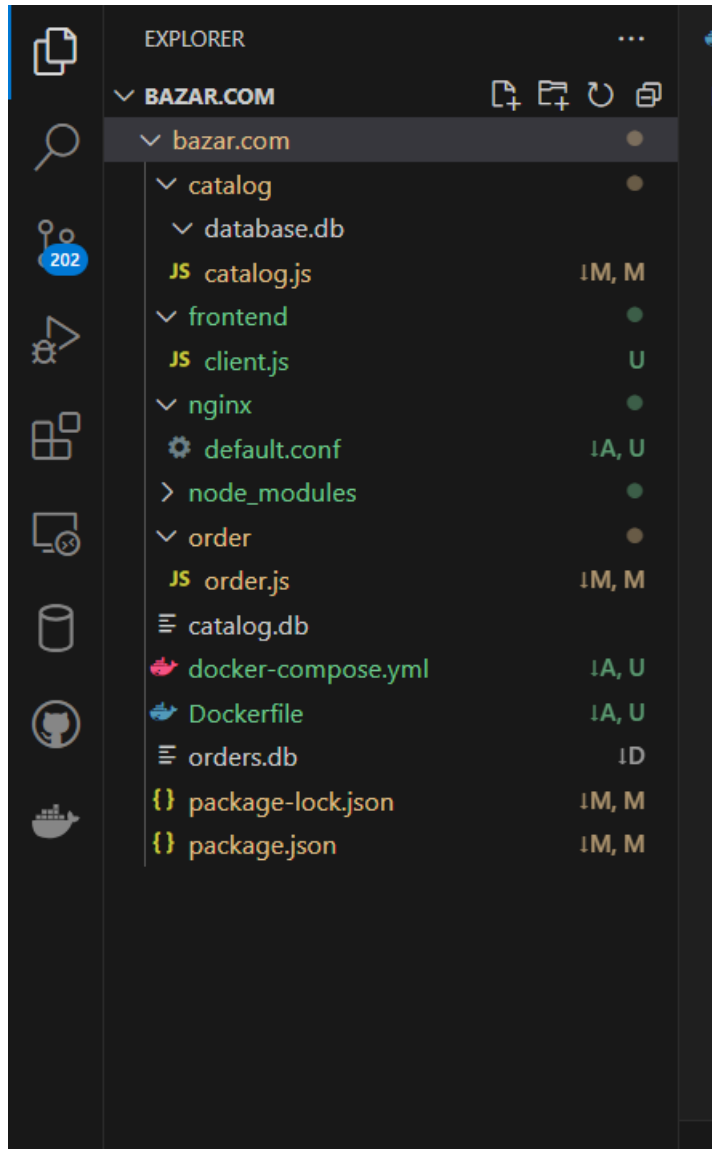 EXPLORER ...
BAZAR.COM
bazar.com
catalog
database.db
JS catalog.js ↓M, M
frontend
JS client.js U
nginx
default.conf ↓A, U
node_modules
order
JS order.js ↓M, M
catalog.db
docker-compose.yml ↓A, U
Dockerfile ↓A, U
orders.db ↓D
{} package-lock.json ↓M, M
{} package.json ↓M, M
202